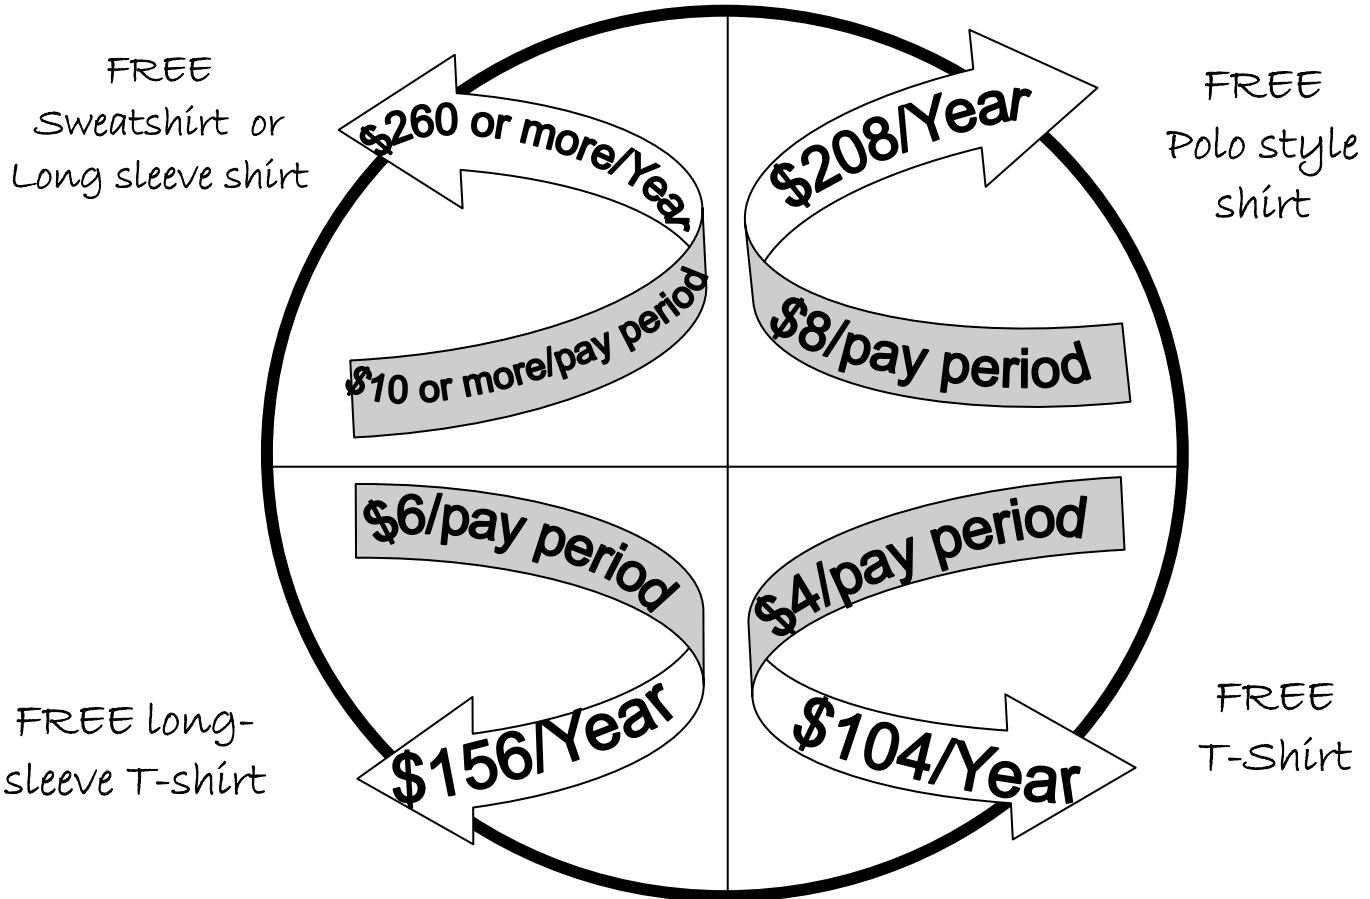 FREE
Sweatshirt or
Long sleeve shirt
$260 or more/Year
$10 or more/pay period
$208/Year
$8/pay period
FREE
Polo style
shirt
$6/pay period
$156/Year
FREE long-
sleeve T-shirt
$4/pay period
$104/Year
FREE
T-Shirt